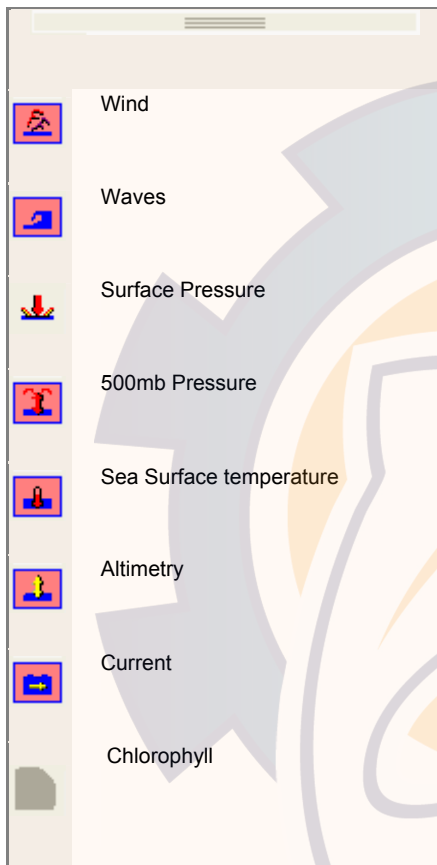 Wind
Waves
Surface Pressure
500mb Pressure
Sea Surface temperature
Altimetry
Current
Chlorophyll